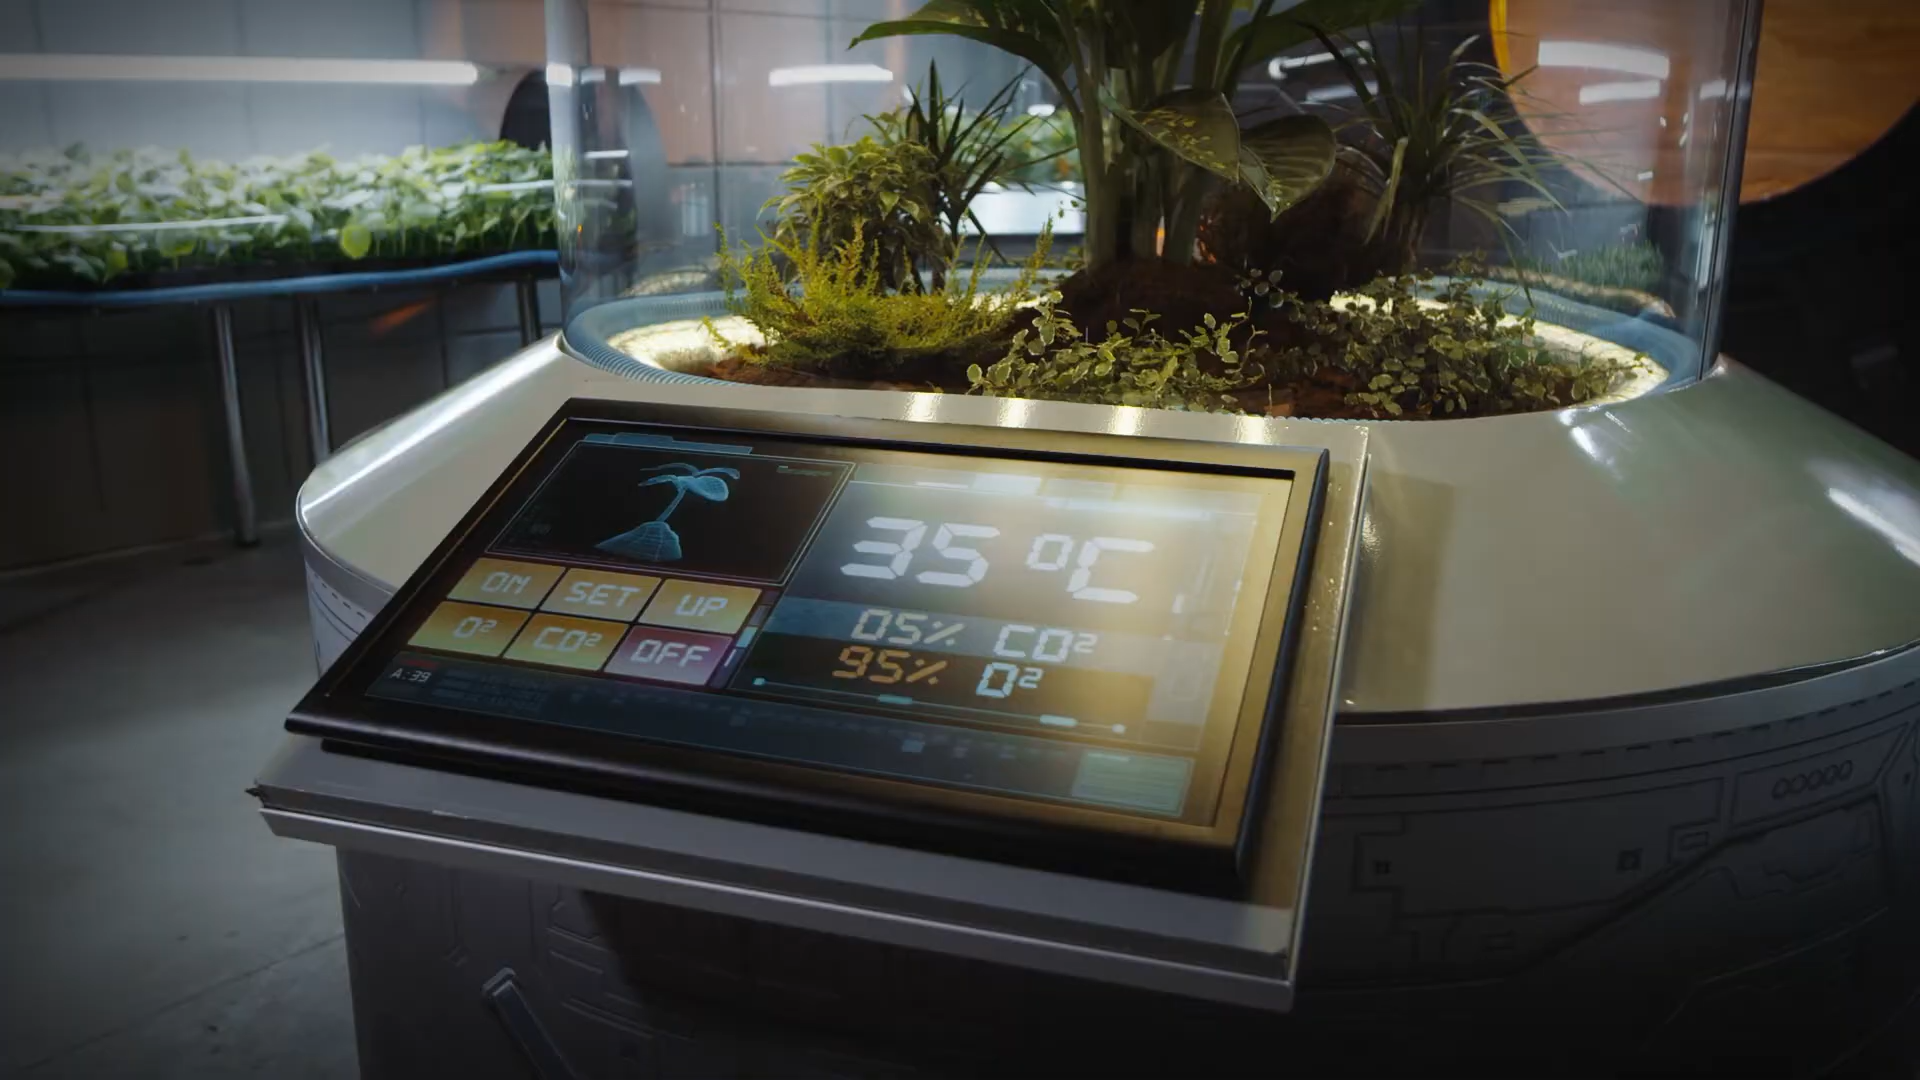 35 °C
ON SET UP
05% CO²
O² CO² OFF
95% O²
A:39